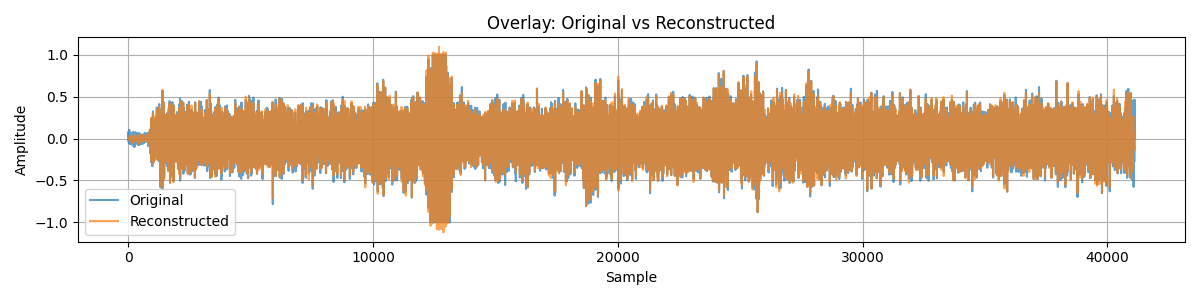 Overlay: Original vs Reconstructed
Amplitude
1.0
0.5
0.0
−0.5
−1.0
Original
Reconstructed
0 10000 20000 30000 40000
Sample